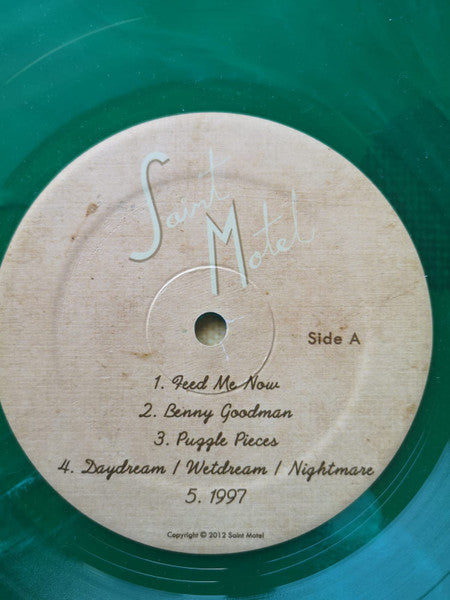 Saint
Motel
Side A
1. Feed Me Now
2. Benny Goodman
3. Puzzle Pieces
4. Daydream / Wetdream / Nightmare
5. 1997
Copyright © 2012 Saint Motel